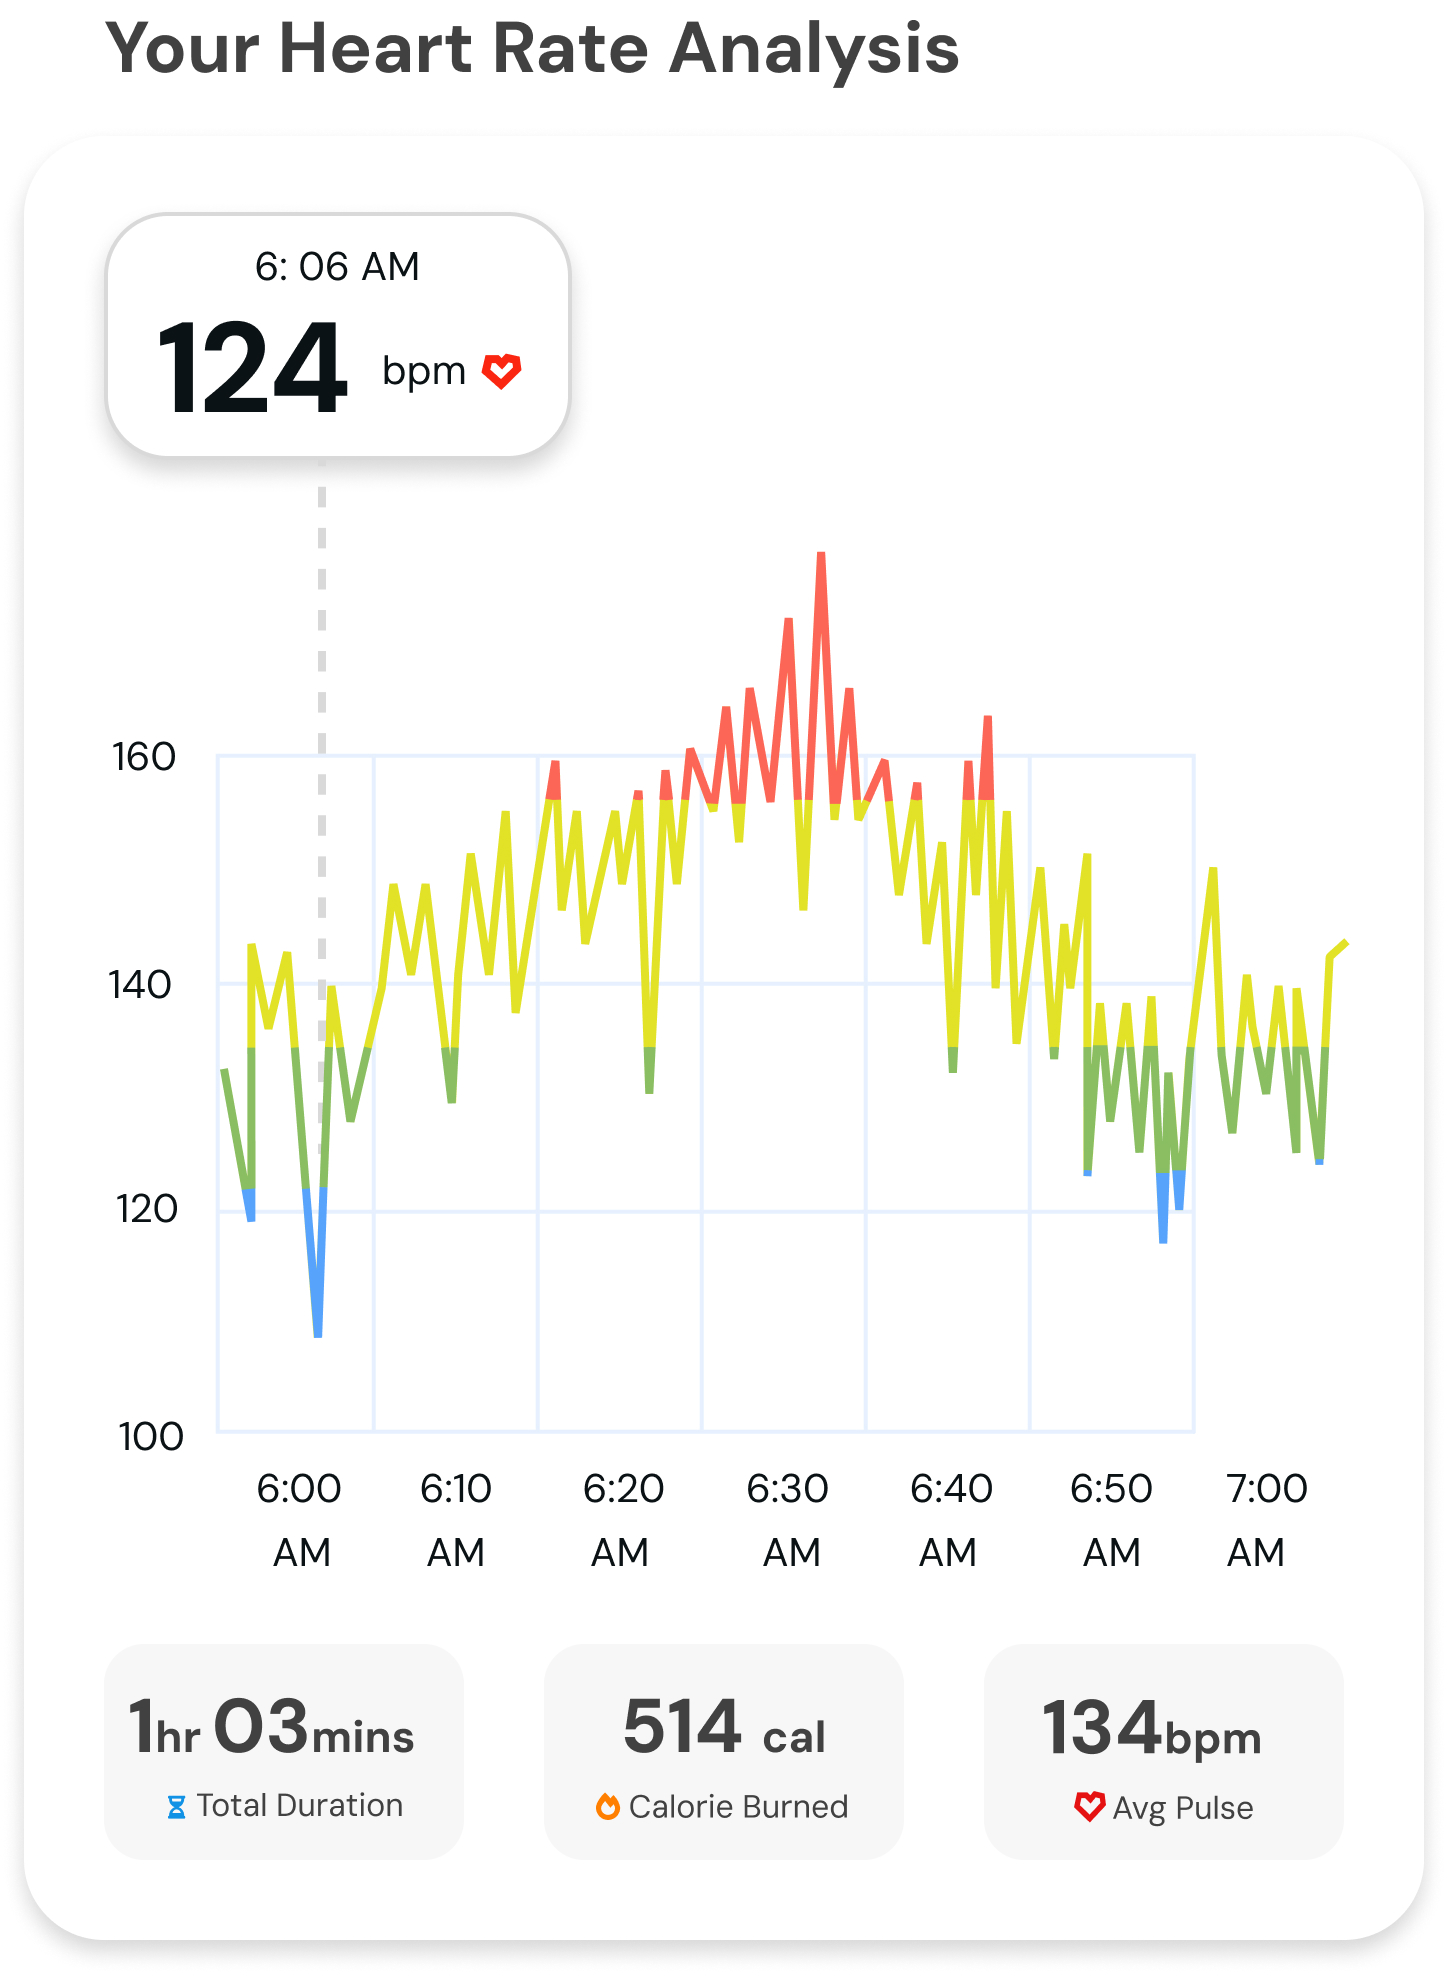 Your Heart Rate Analysis
6: 06 AM
124 bpm
160
140
120
100
6:00 AM
6:10 AM
6:20 AM
6:30 AM
6:40 AM
6:50 AM
7:00 AM
1hr 03mins
Total Duration
514 cal
Calorie Burned
134bpm
Avg Pulse